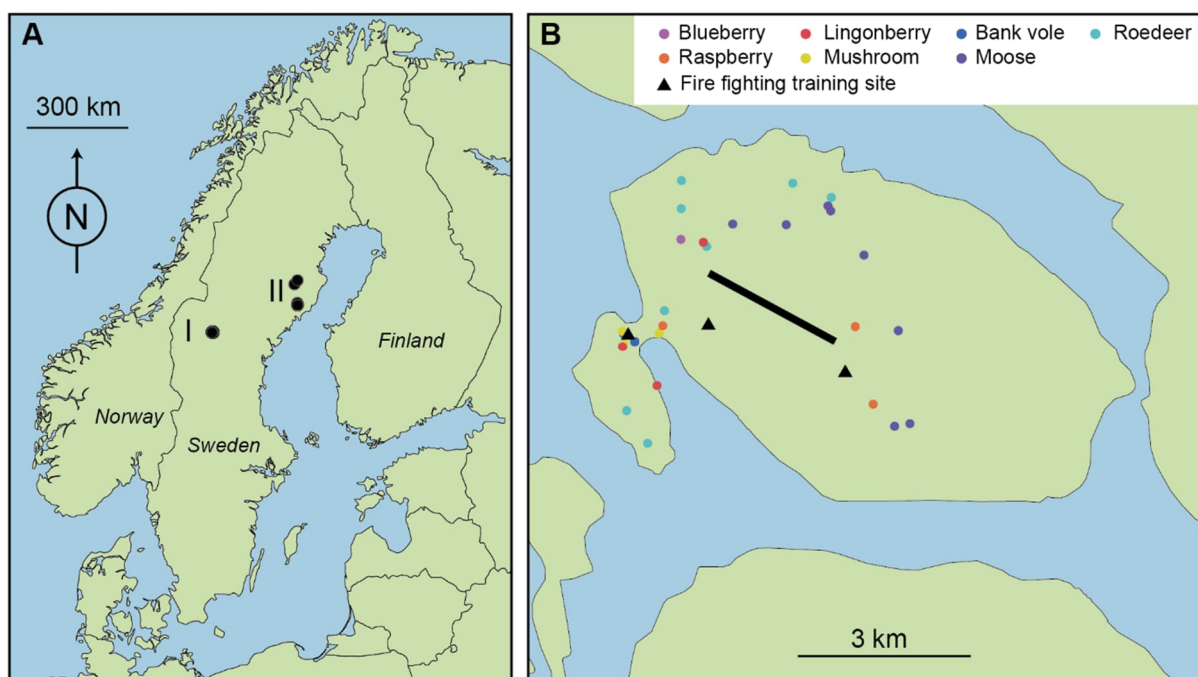 A
300 km
N
II
I
Finland
Norway
Sweden
B
Blueberry Lingonberry Bank vole Roedeer
Raspberry Mushroom Moose
Fire fighting training site
3 km